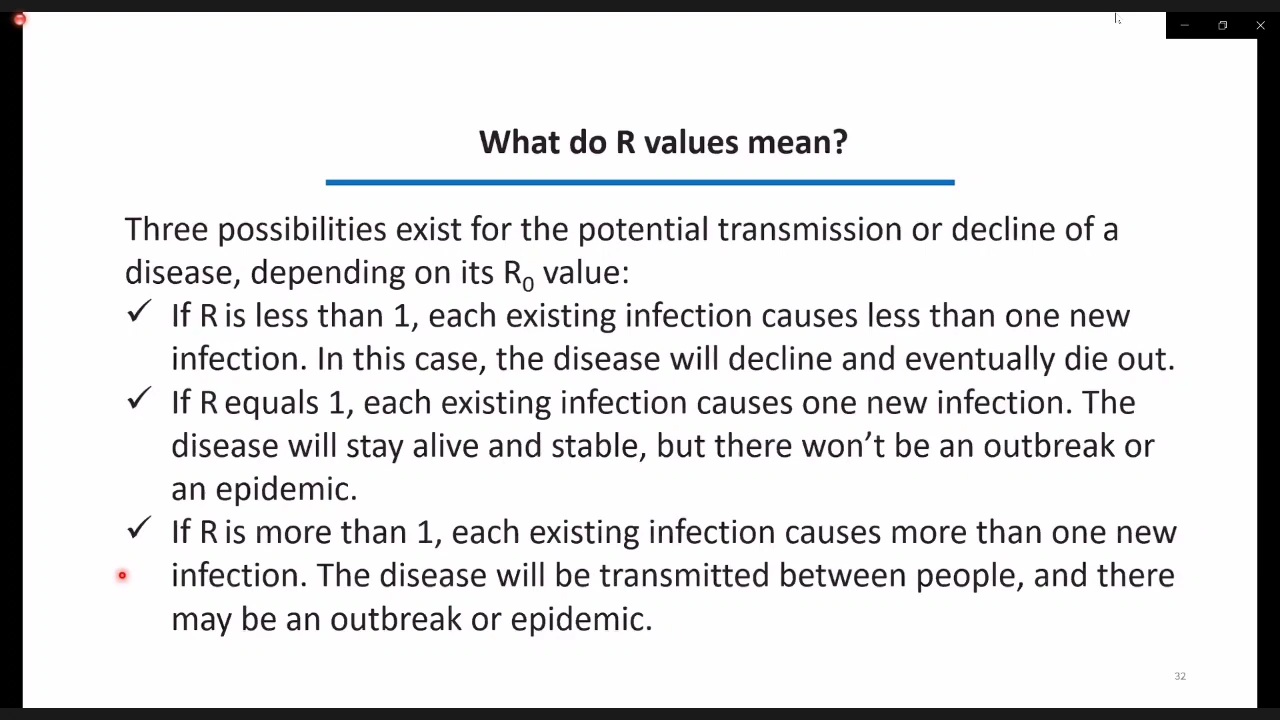 What do R values mean?
Three possibilities exist for the potential transmission or decline of a
disease, depending on its R₀ value:
✓ If R is less than 1, each existing infection causes less than one new
infection. In this case, the disease will decline and eventually die out.
✓ If R equals 1, each existing infection causes one new infection. The
disease will stay alive and stable, but there won’t be an outbreak or
an epidemic.
✓ If R is more than 1, each existing infection causes more than one new
infection. The disease will be transmitted between people, and there
may be an outbreak or epidemic.
32